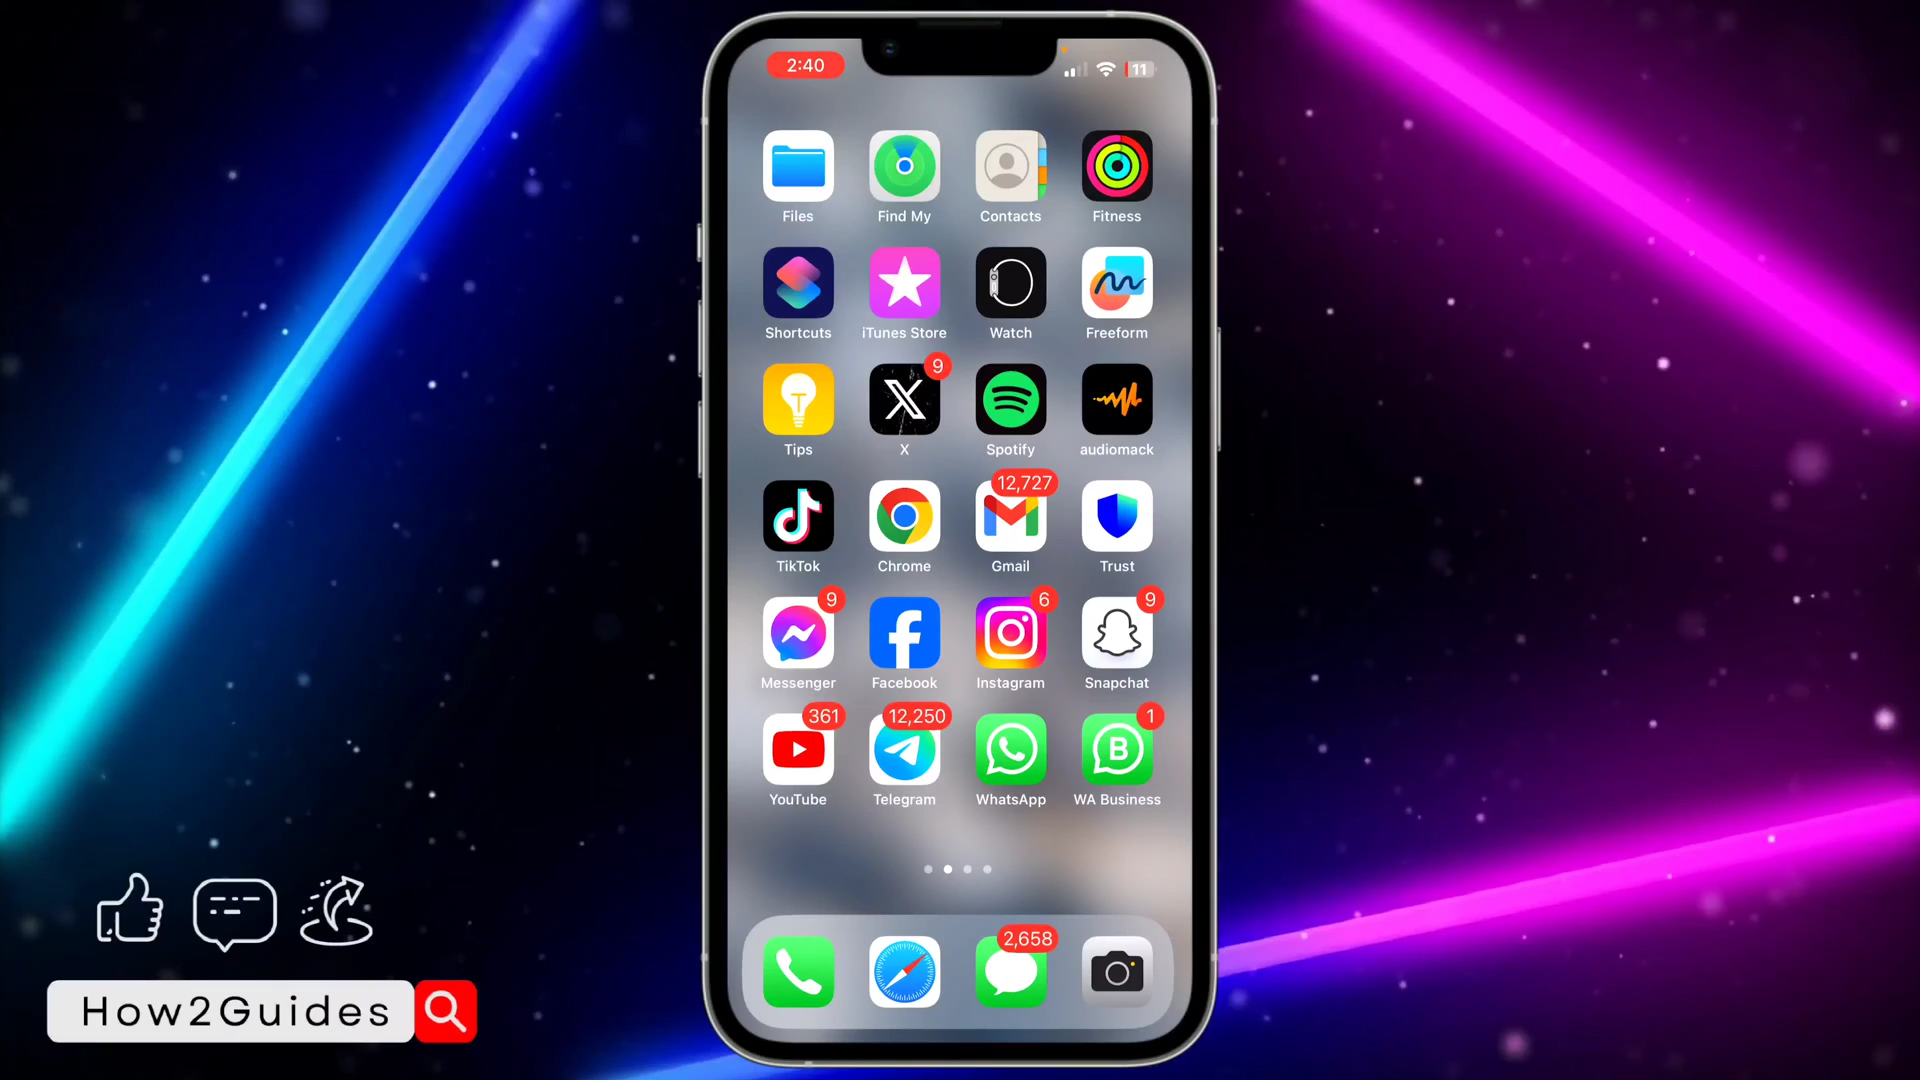 2:40
11
Files
Find My
Contacts
Fitness
Shortcuts
iTunes Store
Watch
Freeform
9
Tips
X
Spotify
audiomack
12,727
TikTok
Chrome
Gmail
Trust
9
6
9
Messenger
Facebook
Instagram
Snapchat
361
12,250
1
B
YouTube
Telegram
WhatsApp
WA Business
2,658
How2Guides